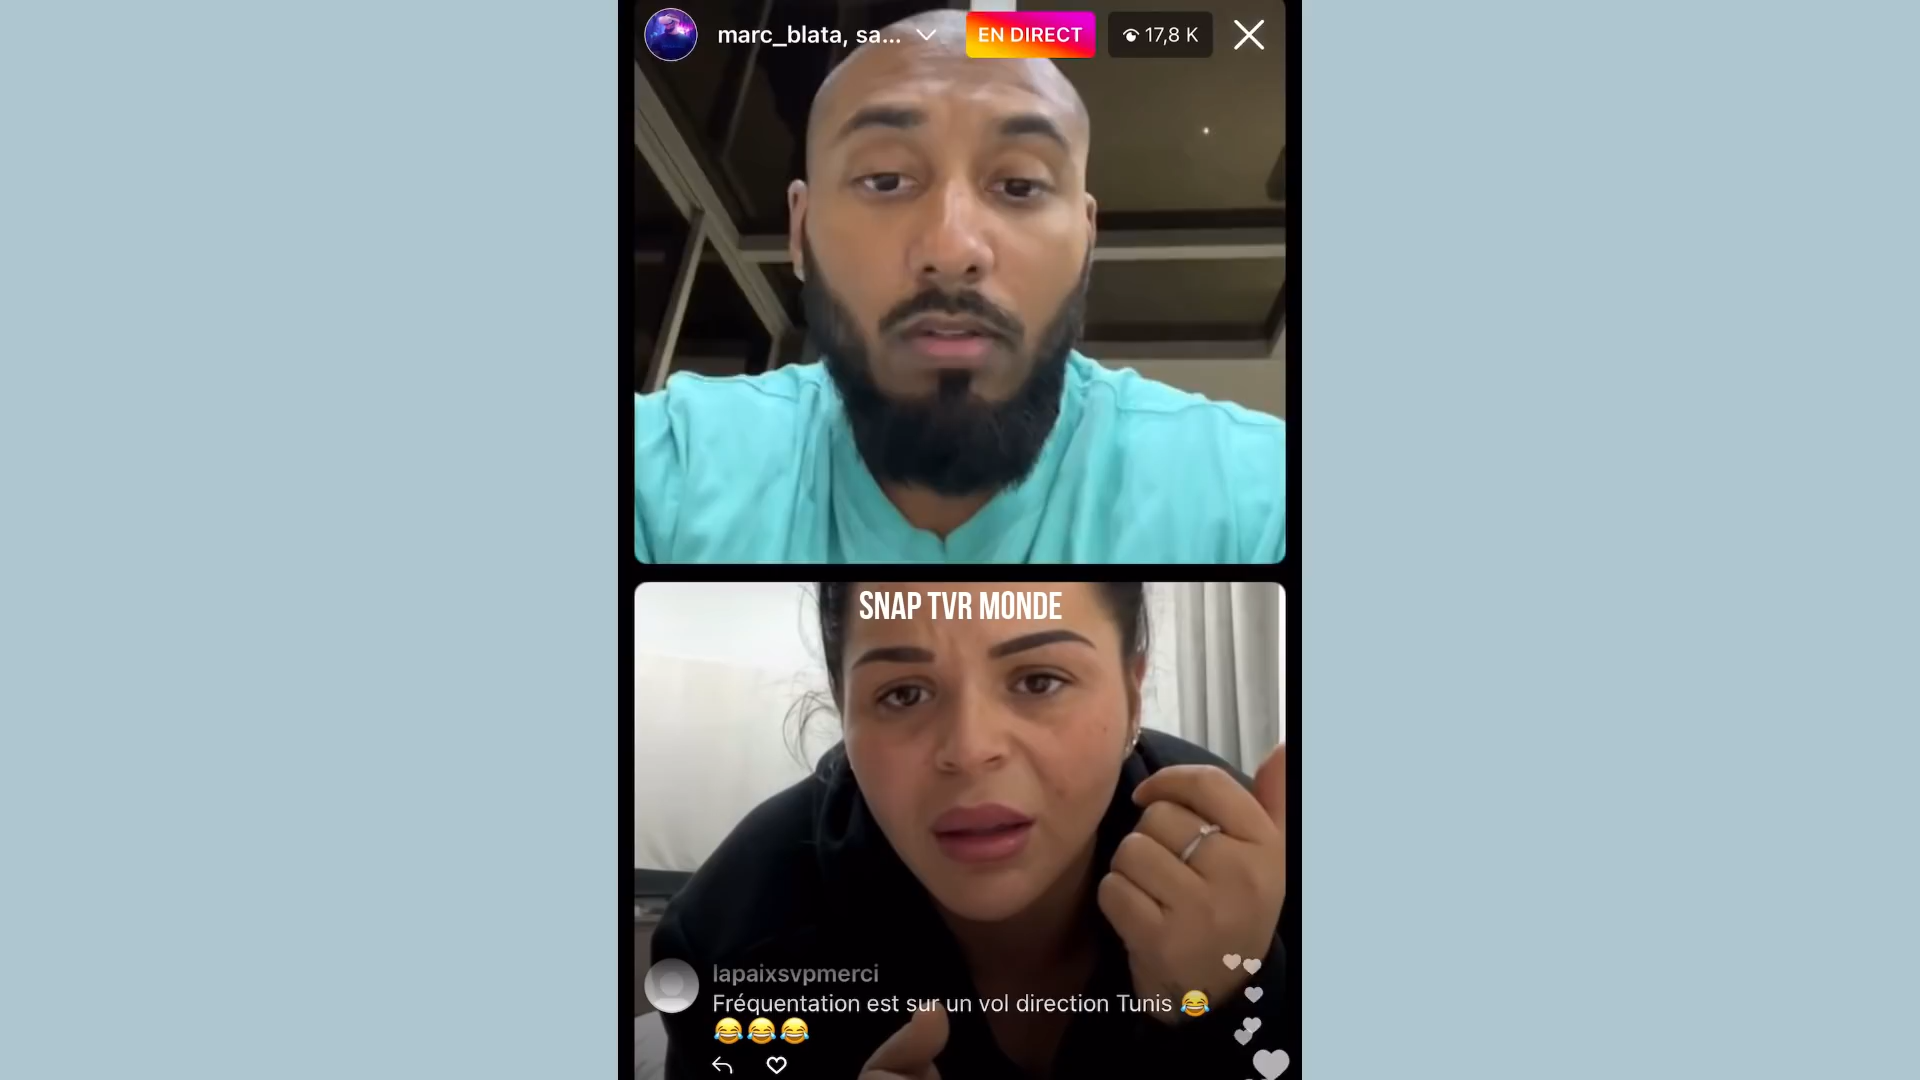 marc_blata, sa...
EN DIRECT
17,8 K
SNAP TVR MONDE
lapaixsvpmerci
Fréquentation est sur un vol direction Tunis 😂
😂😂😂